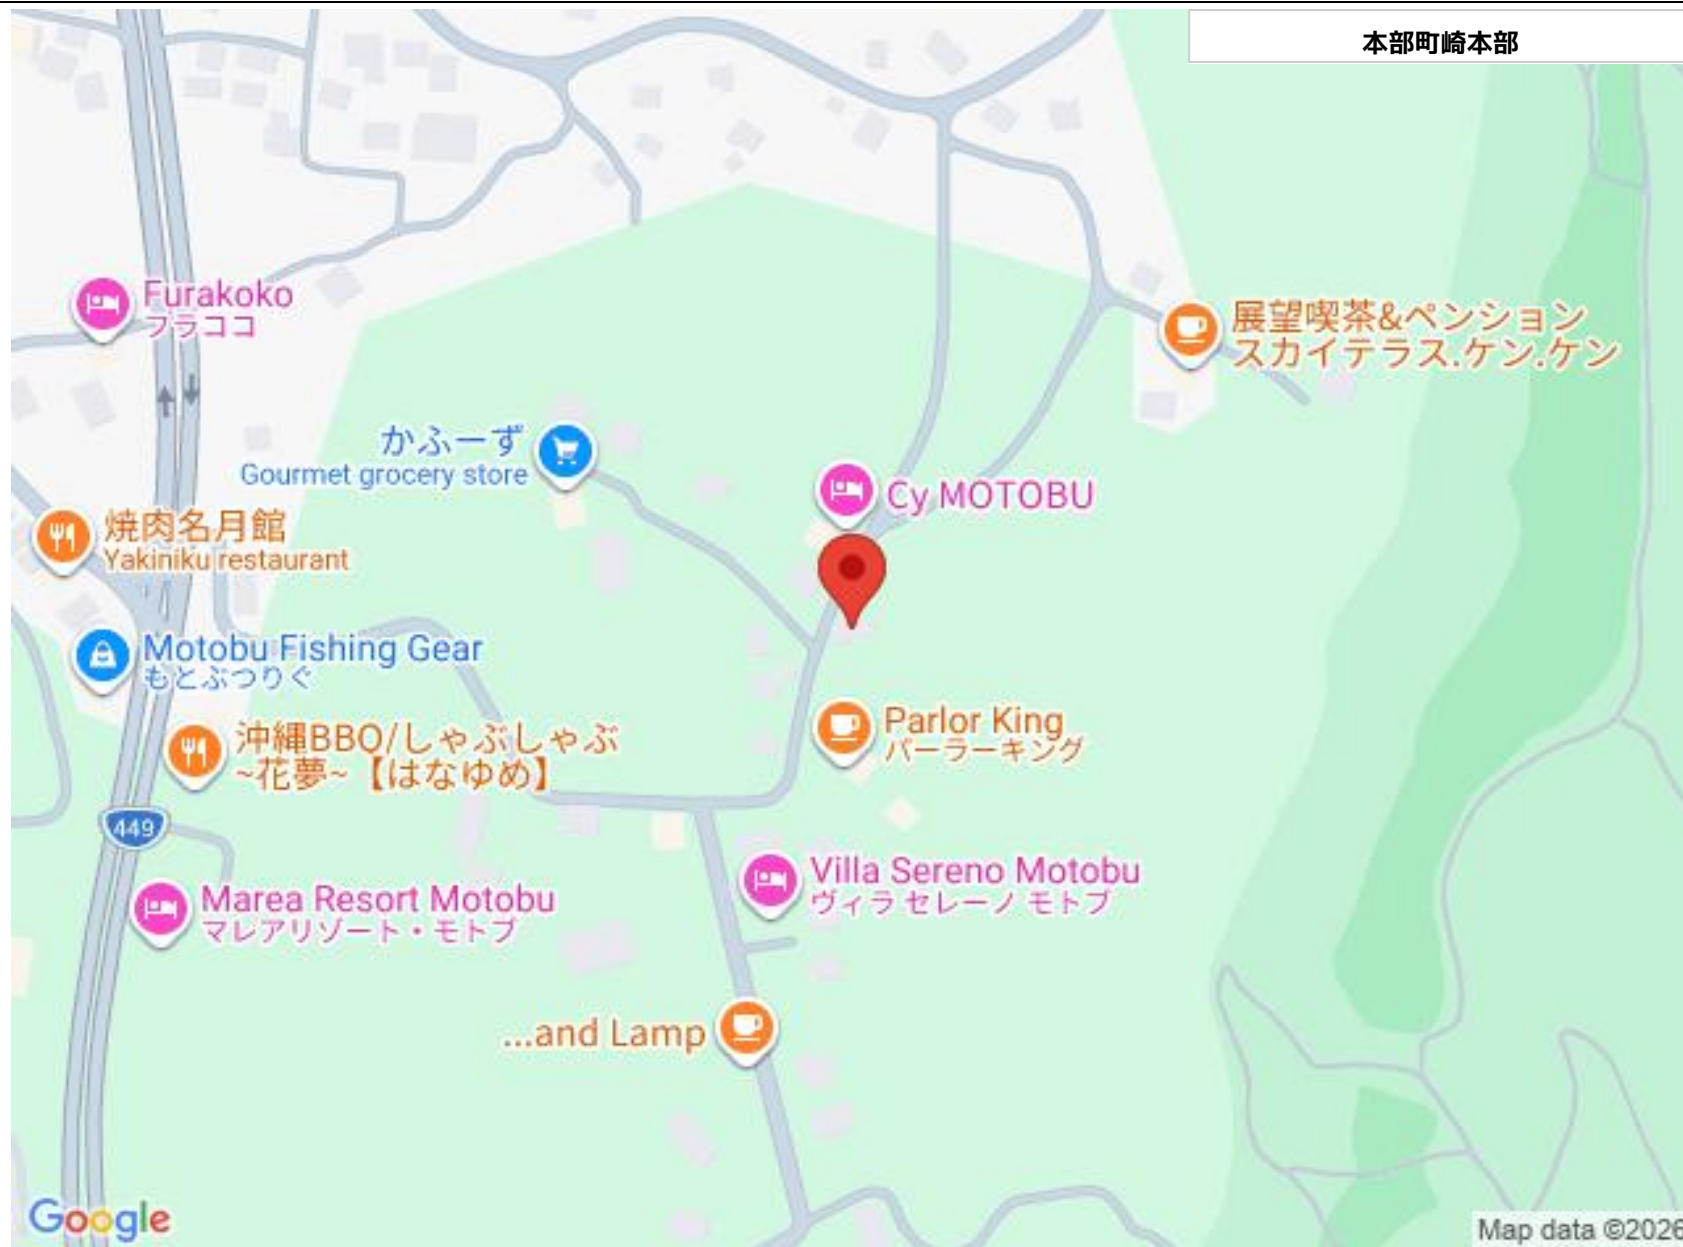 本部町崎本部
Furakoko
フラココ
展望喫茶&ペンション
スカイテラス.ケン.ケン
かふーず
Gourmet grocery store
Cy MOTOBU
焼肉名月館
Yakiniku restaurant
Motobu Fishing Gear
もとぶつりぐ
Parlor King
パーラーキング
沖縄BBQ/しゃぶしゃぶ
~花夢~【はなゆめ】
449
Villa Sereno Motobu
ヴィラ セレーノ モトブ
Marea Resort Motobu
マレアリゾート・モトブ
...and Lamp
Google
Map data ©2026